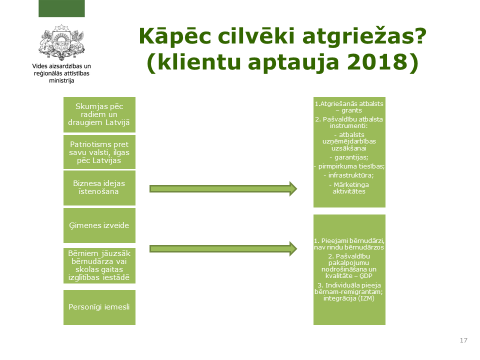 Kāpēc cilvēki atgriežas?
(klientu aptauja 2018)
Vides aizsardzības un
reģionālās attīstības
ministrija
Skumjas pēc
radiem un
draugiem Latvijā
Patriotisms pret
savu valsti, ilgas
pēc Latvijas
Biznesa idejas
īstenošana
Ģimenes izveide
Bērniem jāuzsāk
bērnudārza vai
skolas gaitas
izglītības iestādē
Personīgi iemesli
1.Atgriešanās atbalsts
– grants
2. Pašvaldību atbalsta
instrumenti:
- atbalsts
uzņēmējdarbības
uzsākšanai
- garantijas;
- pirmpirkuma tiesības;
- infrastruktūra;
- Mārketinga
aktivitātes
1. Pieejami bērnudārzi,
nav rindu bērnudārzos
2. Pašvaldību
pakalpojumu
nodrošināšana un
kvalitāte – ĢDP
3. Individuāla pieeja
bērnam-remigrantam;
integrācija (IZM)
17